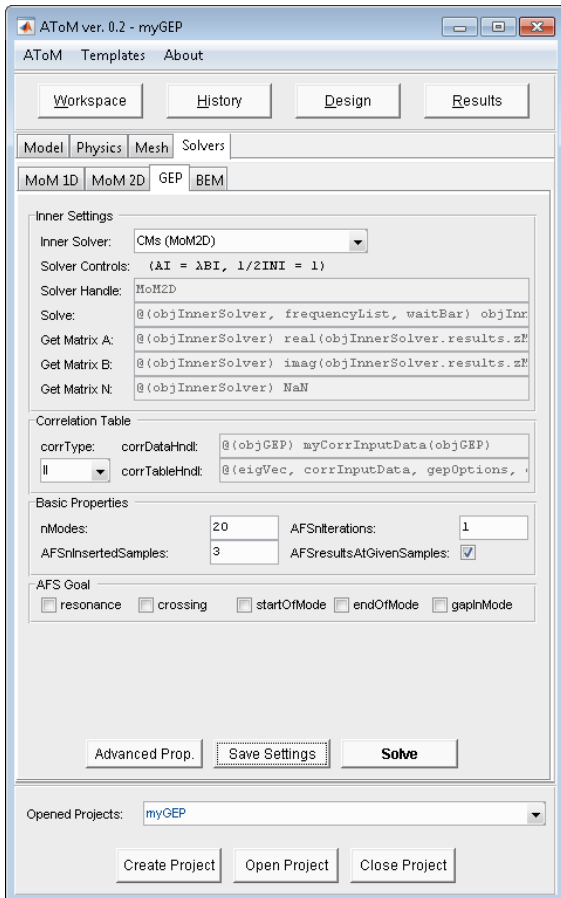 AToM ver. 0.2 - myGEP
AToM Templates About
Workspace History Design Results
Model Physics Mesh Solvers
MoM 1D MoM 2D GEP BEM
Inner Settings
Inner Solver: CMs (MoM2D)
Solver Controls: (AI = λBI, 1/2INI = 1)
Solver Handle: MoM2D
Solve: @(objInnerSolver, frequencyList, waitBar) objInn
Get Matrix A: @(objInnerSolver) real(objInnerSolver.results.zM
Get Matrix B: @(objInnerSolver) imag(objInnerSolver.results.zM
Get Matrix N: @(objInnerSolver) NaN
Correlation Table
corrType: corrDataHndl: @(objGEP) myCorrInputData(objGEP)
II corrTableHndl: @(eigVec, corrInputData, gepOptions,
Basic Properties
nModes: 20 AFSnIterations: 1
AFSnInsertedSamples: 3 AFSresultsAtGivenSamples:
AFS Goal
resonance crossing startOfMode endOfMode gapInMode
Advanced Prop. Save Settings Solve
Opened Projects: myGEP
Create Project Open Project Close Project